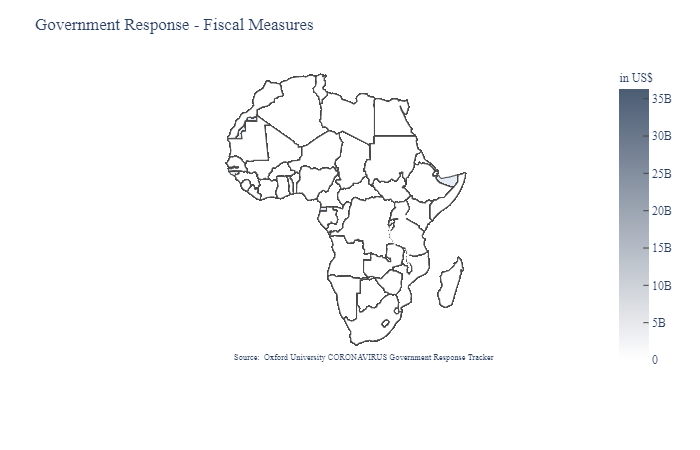 Government Response - Fiscal Measures
in US$
35B
30B
25B
20B
15B
10B
5B
0
Source: Oxford University CORONAVIRUS Government Response Tracker